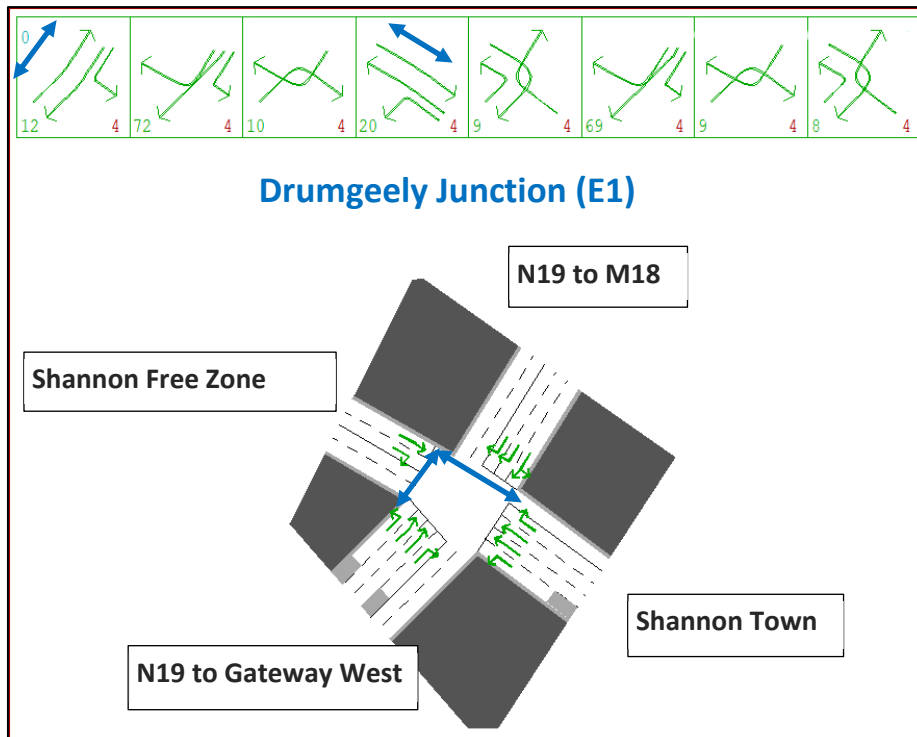 0
12 4 72 4 10 4 20 4 9 4 69 4 9 4 8 4
Drumgeely Junction (E1)
N19 to M18
Shannon Free Zone
Shannon Town
N19 to Gateway West